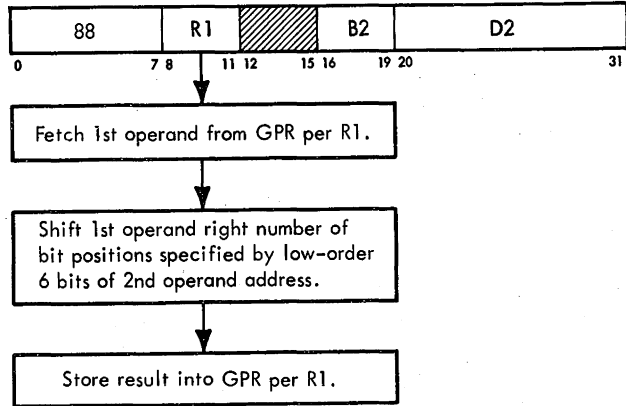 88 R1 B2 D2
0 7 8 11 12 15 16 19 20 31
Fetch 1st operand from GPR per R1.
Shift 1st operand right number of
bit positions specified by low-order
6 bits of 2nd operand address.
Store result into GPR per R1.